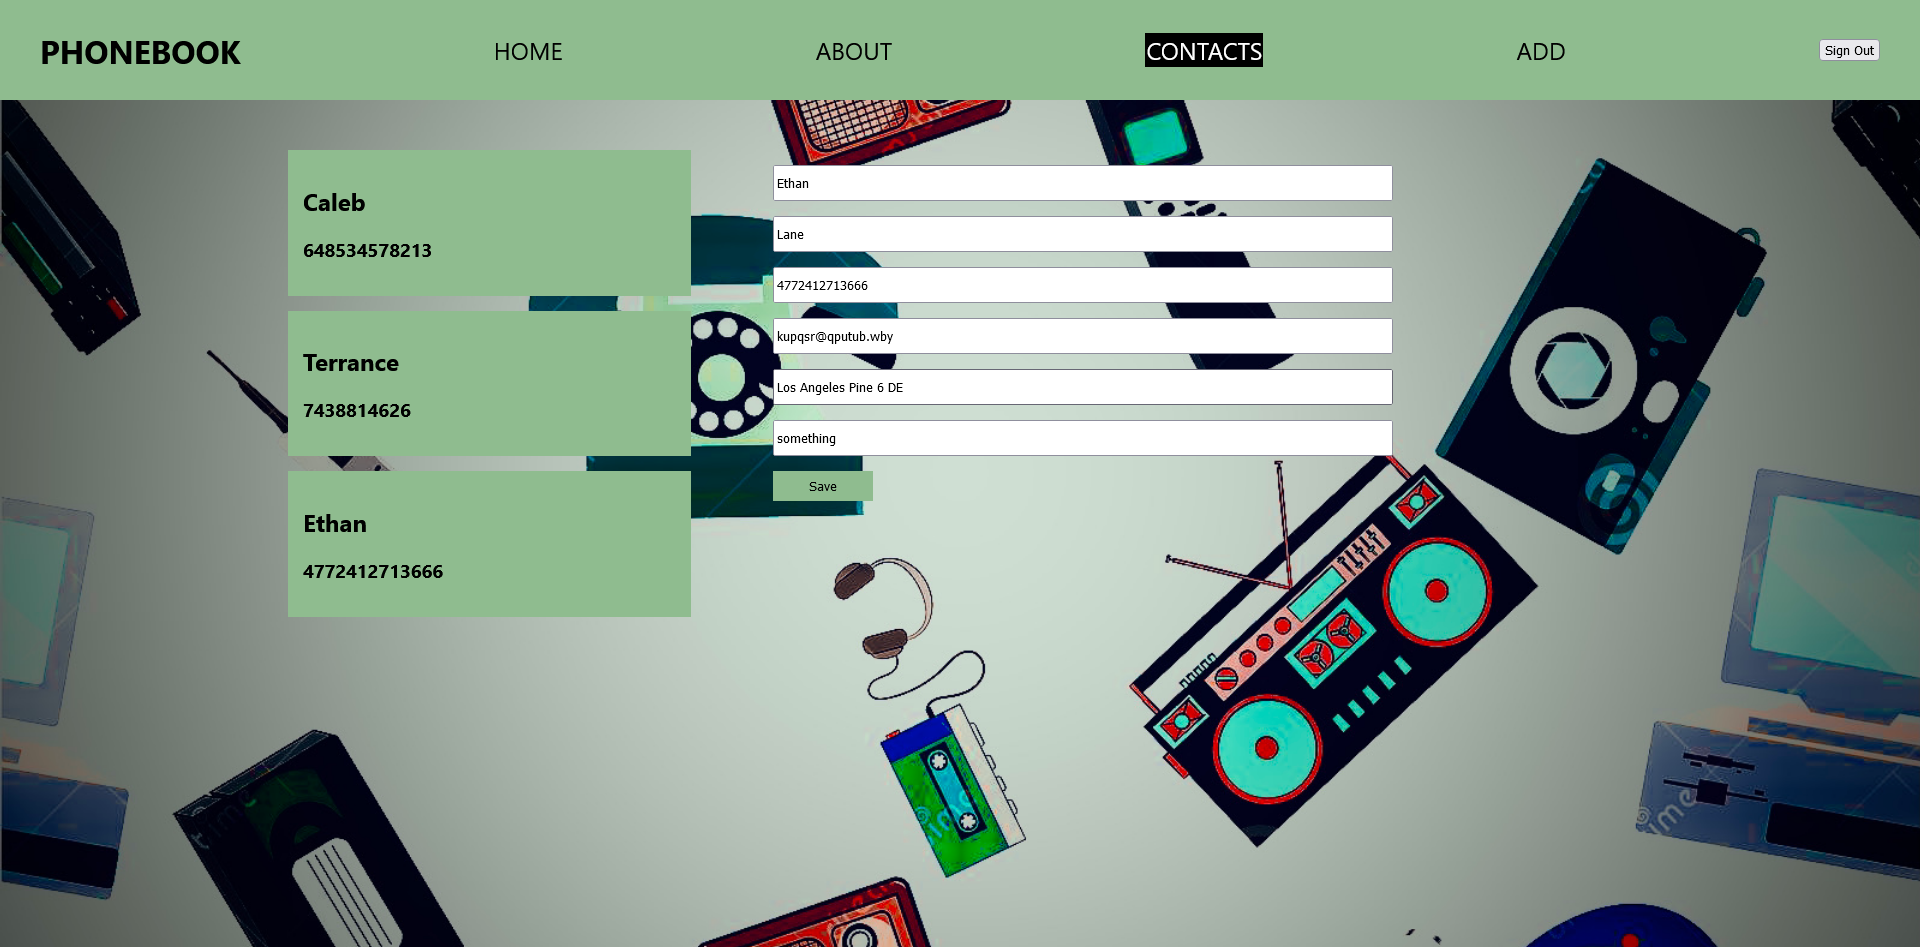 PHONEBOOK
HOME
ABOUT
CONTACTS
ADD
Sign Out
Caleb
648534578213
Terrance
7438814626
Ethan
4772412713666
Ethan
Lane
4772412713666
kupqsr@qputub.wby
Los Angeles Pine 6 DE
something
Save